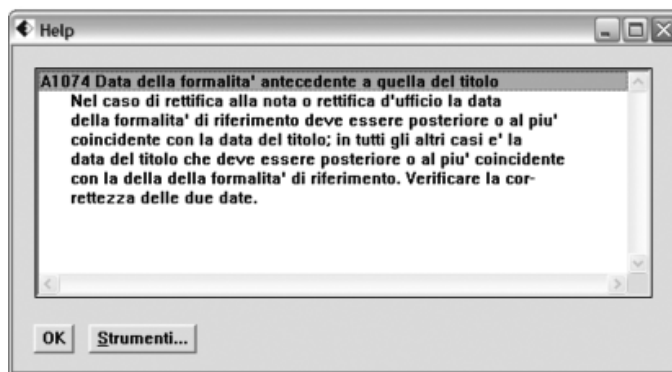 Help
A1074 Data della formalita' antecedente a quella del titolo
Nel caso di rettifica alla nota o rettifica d'ufficio la data
della formalita' di riferimento deve essere posteriore o al piu'
coincidente con la data del titolo; in tutti gli altri casi e' la
data del titolo che deve essere posteriore o al piu' coincidente
con la della della formalita' di riferimento. Verificare la cor-
rettezza delle due date.
OK
Strumenti...